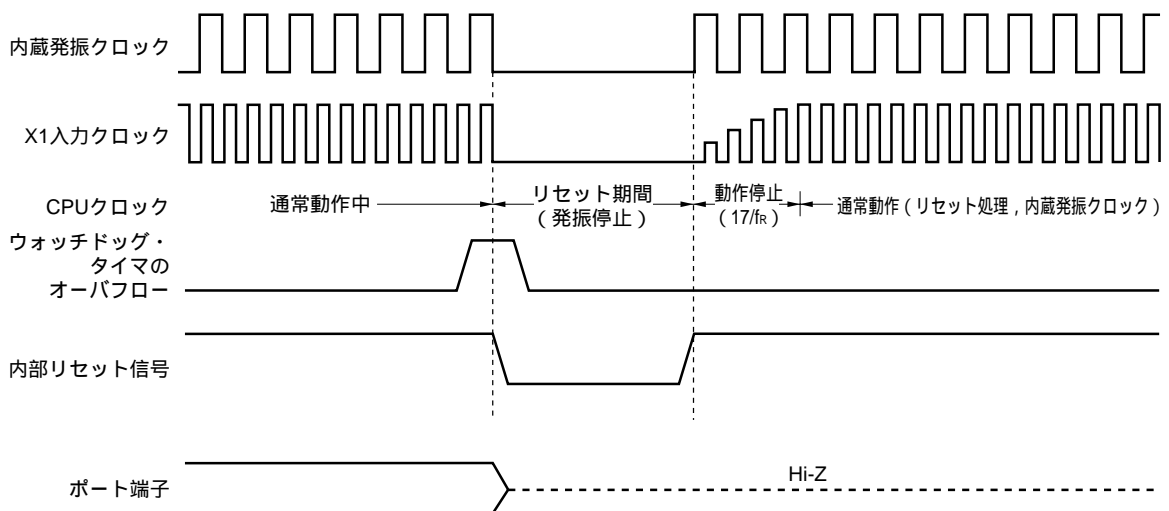 内蔵発振クロック
X1入力クロック
CPUクロック
通常動作中
リセット期間
（発振停止）
動作停止
（17/fR）
通常動作（リセット処理，内蔵発振クロック）
ウォッチドッグ・
タイマの
オーバフロー
内部リセット信号
ポート端子
Hi-Z